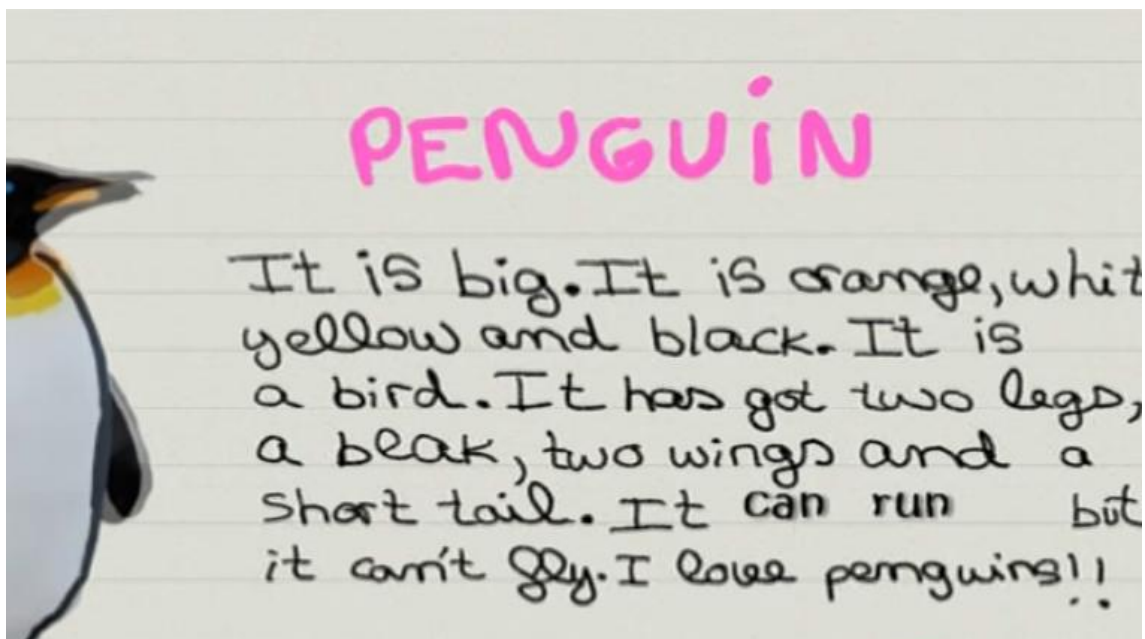 PENGUiN
It is big. It is orange, whit
yellow and black. It is
a bird. It has got two legs,
a beak, two wings and a
short tail. It can run but
it can't fly. I love penguins!!